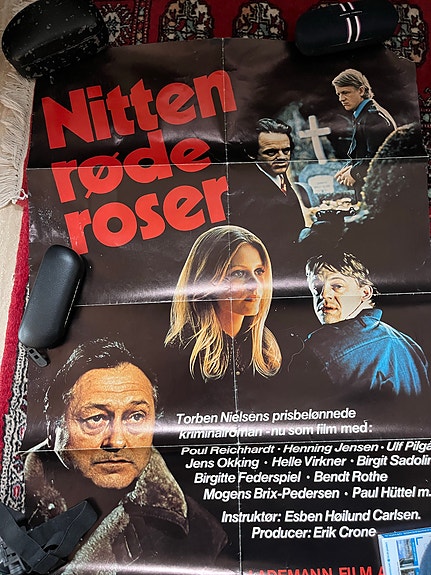 Nitten
røde
roser
Torben Nielsens prisbelønnede
kriminalroman - nu som film med:
Poul Reichhardt · Henning Jensen · Ulf Pilgå
Jens Okking · Helle Virkner · Birgit Sadolin
Birgitte Federspiel · Bendt Rothe
Mogens Brix-Pedersen · Paul Hüttel m.
Instruktør: Esben Høilund Carlsen.
Producer: Erik Crone
FILM